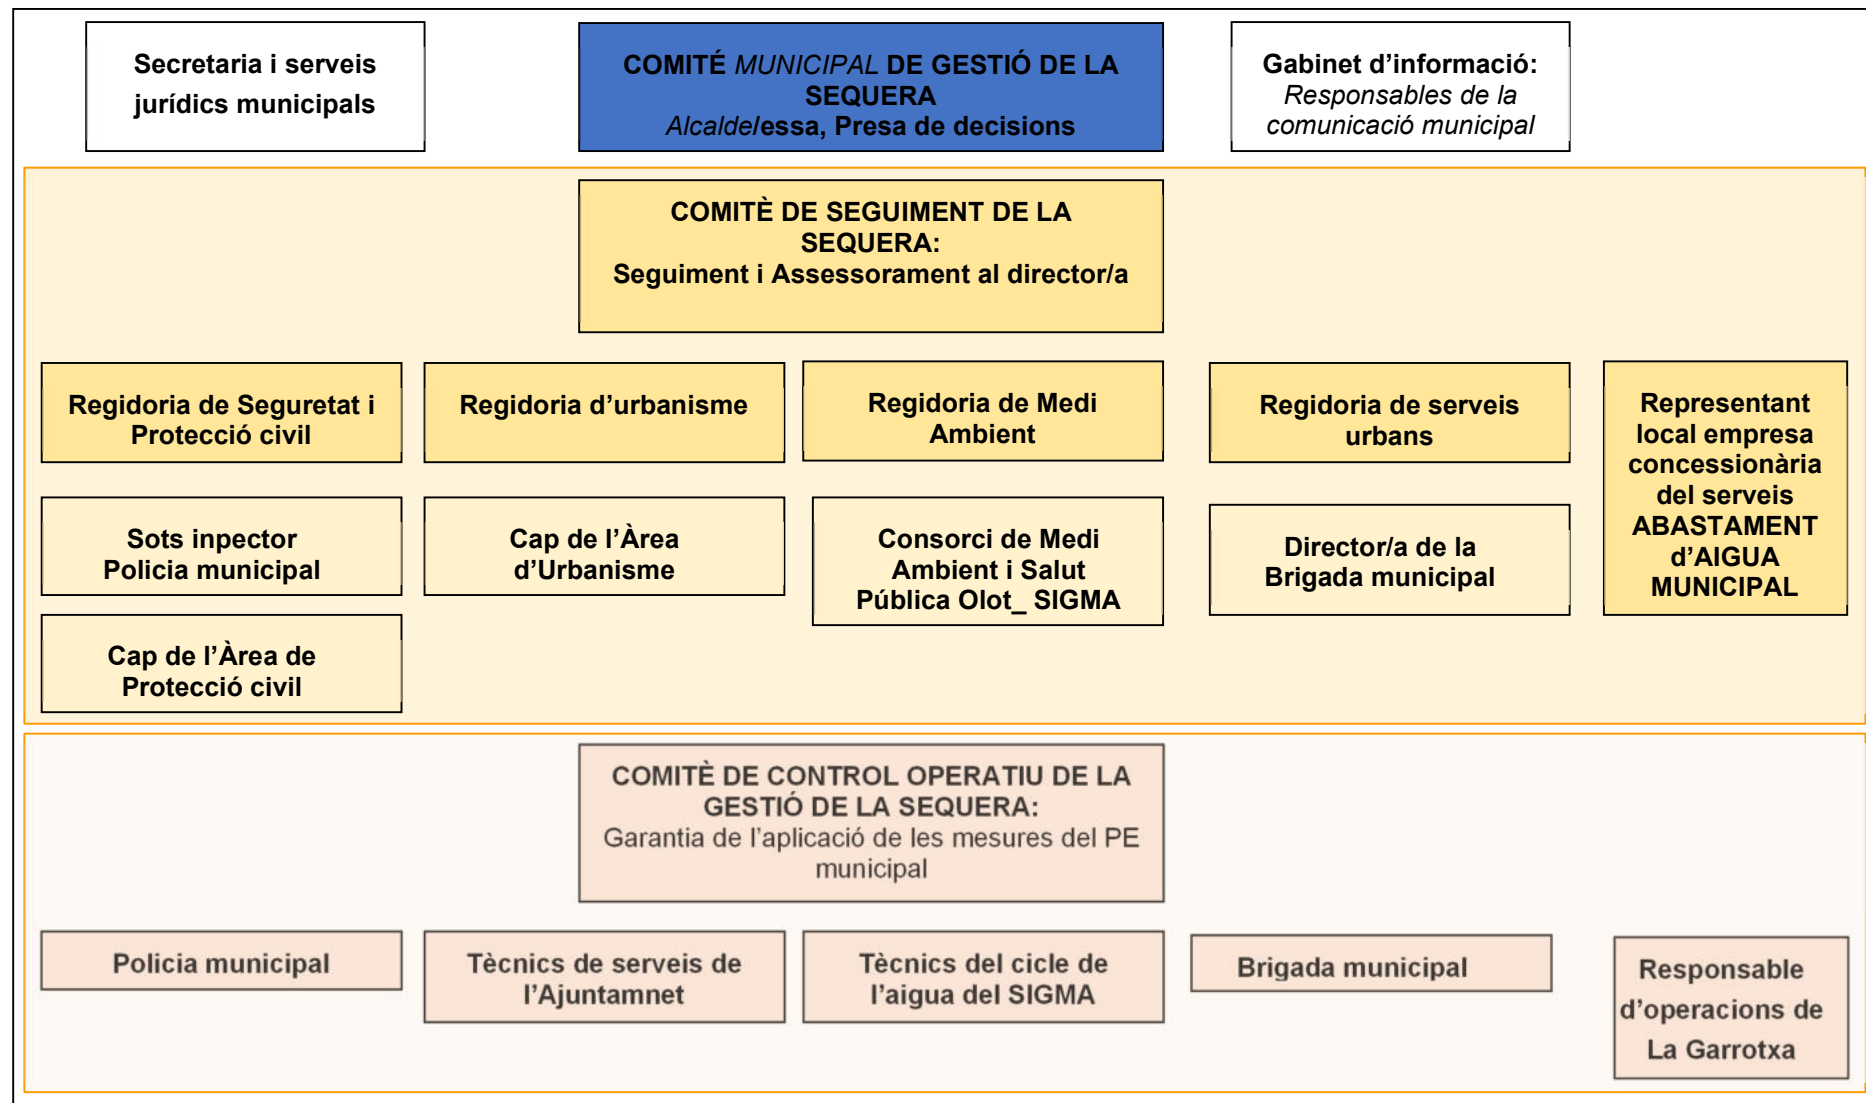 Secretaria i serveis
jurídics municipals
COMITÉ MUNICIPAL DE GESTIÓ DE LA
SEQUERA
Alcaldel essa, Presa de decisions
Gabinet d’informació:
Responsables de la
comunicació municipal
COMITÈ DE SEGUIMENT DE LA
SEQUERA:
Seguiment i Assessorament al director/a
Regidoria de Seguretat i
Protecció civil
Regidoria d’urbanisme
Regidoria de Medi
Ambient
Regidoria de serveis
urbans
Representant
local empresa
concessionària
del serveis
ABASTAMENT
d’AIGUA
MUNICIPAL
Sots inpector
Policia municipal
Cap de l’Àrea
d’Urbanisme
Consorci de Medi
Ambient i Salut
Pública Olot_ SIGMA
Director/a de la
Brigada municipal
Cap de l’Àrea de
Protecció civil
COMITÈ DE CONTROL OPERATIU DE LA
GESTIÓ DE LA SEQUERA:
Garantia de l’aplicació de les mesures del PE
municipal
Policia municipal
Tècnics de serveis de
l’Ajuntamnet
Tècnics del cicle de
l’aigua del SIGMA
Brigada municipal
Responsable
d’operacions de
La Garrotxa